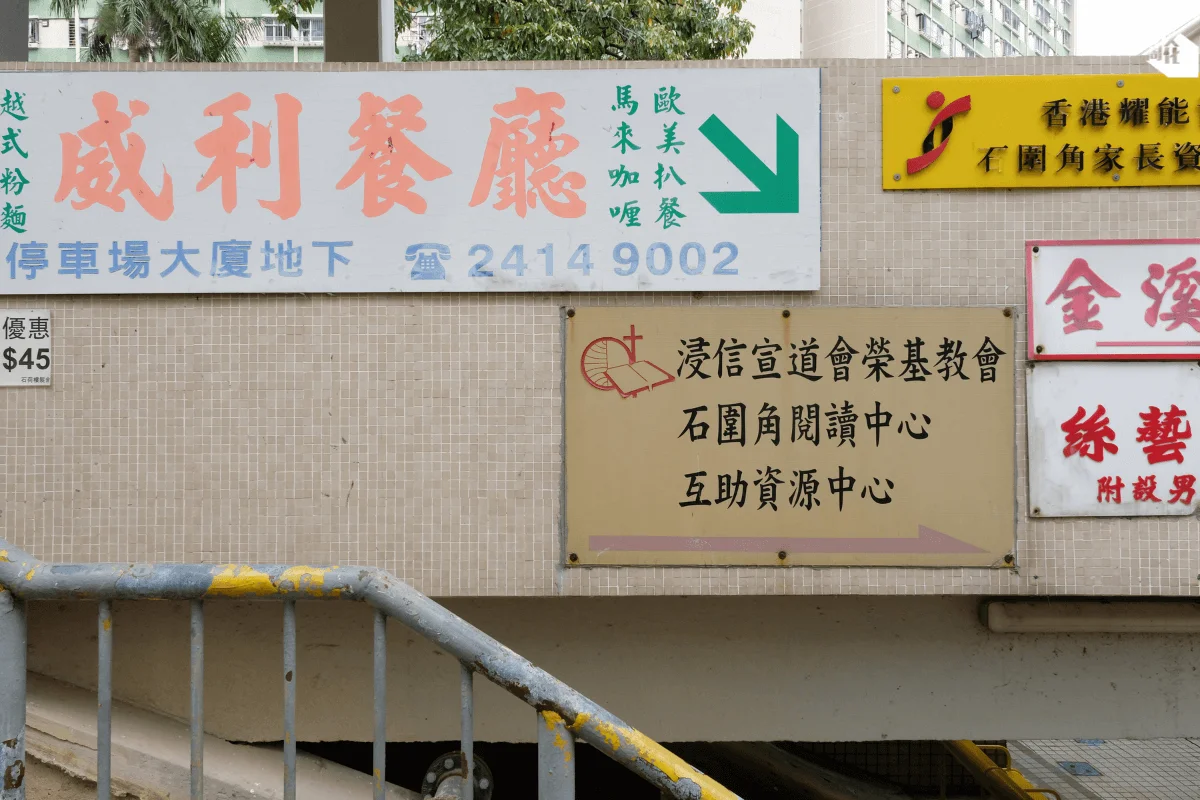 越式粉麵
威利餐廳
馬來咖喱
歐美扒餐
停車場大廈地下 ☎ 2414 9002
優惠
$45
浸信宣道會榮基教會
石圍角閱讀中心
互助資源中心
香港耀能
石圍角家長資
金溪
絲藝
附設男